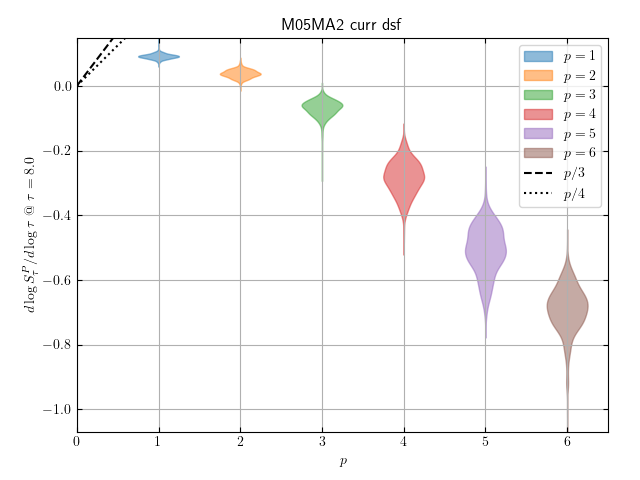 M05MA2 curr dsf
d log S_τ^P / d log τ @ τ = 8.0
0.0
−0.2
−0.4
−0.6
−0.8
−1.0
0 1 2 3 4 5 6
p
p = 1
p = 2
p = 3
p = 4
p = 5
p = 6
p/3
p/4